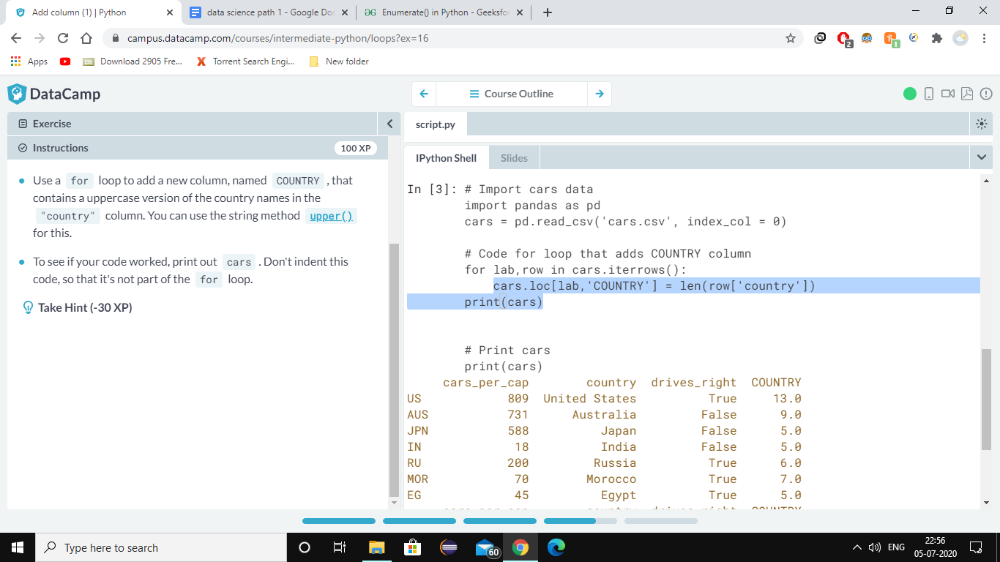 Add column (1) | Python
data science path 1 - Google Doc
Enumerate() in Python - Geeksfor
campus.datacamp.com/courses/intermediate-python/loops?ex=16
2
1
Apps
Download 2905 Fre...
Torrent Search Engi...
New folder
DataCamp
Course Outline
Exercise
Instructions
100 XP
Use a for loop to add a new column, named COUNTRY , that
contains a uppercase version of the country names in the
"country" column. You can use the string method upper()
for this.
To see if your code worked, print out cars . Don't indent this
code, so that it's not part of the for loop.
Take Hint (-30 XP)
script.py
IPython Shell
Slides
In [3]: # Import cars data
import pandas as pd
cars = pd.read_csv('cars.csv', index_col = 0)
# Code for loop that adds COUNTRY column
for lab,row in cars.iterrows():
cars.loc[lab,'COUNTRY'] = len(row['country'])
print(cars)
# Print cars
print(cars)
cars_per_cap country drives_right COUNTRY
US 809 United States True 13.0
AUS 731 Australia False 9.0
JPN 588 Japan False 5.0
IN 18 India False 5.0
RU 200 Russia True 6.0
MOR 70 Morocco True 7.0
EG 45 Egypt True 5.0
cars_per_cap country drives_right COUNTRY
Type here to search
60
ENG
22:56
05-07-2020